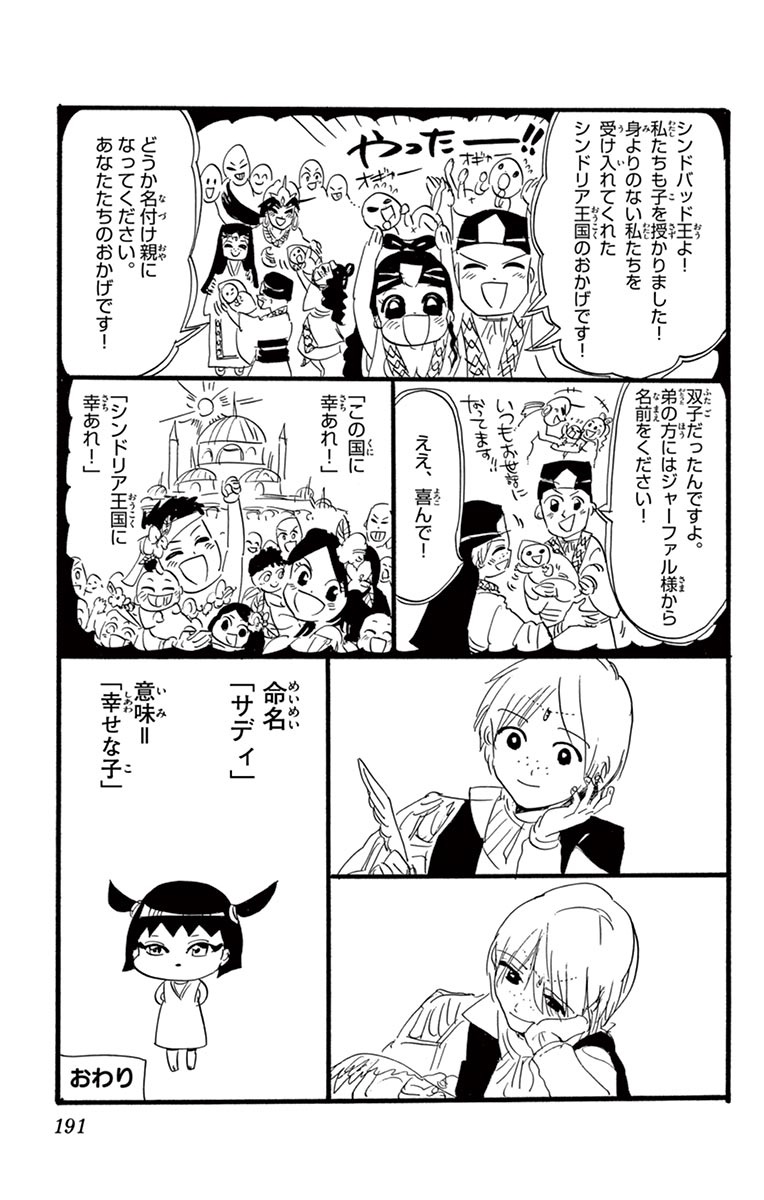 シンドバッド王よ!
私たちも子を授かりました!
身よりのない私たちを
受け入れてくれた
シンドリア王国のおかげです!
やったーー!!
オギャー
オギャー
どうか名付け親に
なってください。
あなたたちのおかげです!
双子だったんですよ。
弟の方にはジャーファル様から
名前をください!
いつもお世話に
なってます!!
ええ、喜んで!
「この国に
幸あれ!」
「シンドリア王国に
幸あれ!」
命名
「サディ」
意味=
「幸せな子」
おわり
191